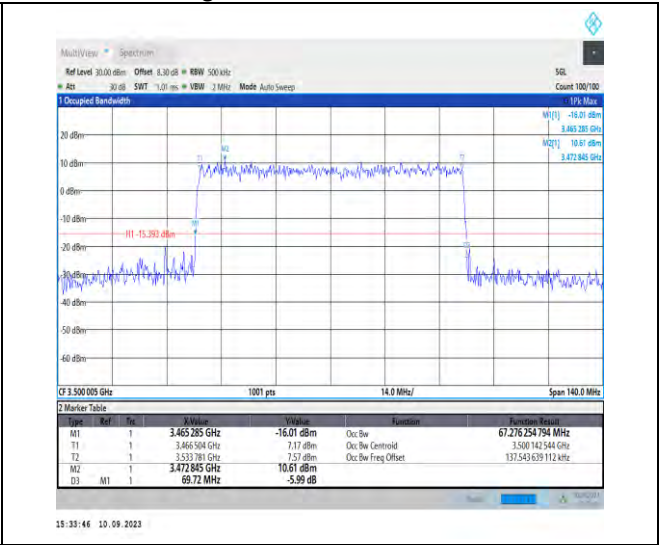 MultiView Spectrum
Ref Level 30.00 dBm Offset 8.30 dB RBW 500 kHz SGL
Att 30 dB SWT 1.01 ms VBW 2 MHz Mode Auto Sweep Count 100/100
1 Occupied Bandwidth 1Pk Max
M1[1] -16.01 dBm
3.465 285 GHz
M2[1] 10.61 dBm
3.472 845 GHz
20 dBm
10 dBm
0 dBm
-10 dBm
-20 dBm
-30 dBm
-40 dBm
-50 dBm
-60 dBm
T1
M2
T2
M1
H1 -15.393 dBm
D3
CF 3.500 005 GHz 1001 pts 14.0 MHz/ Span 140.0 MHz
2 Marker Table
Type Ref Trc X-Value Y-Value Function Function Result
M1 1 3.465 285 GHz -16.01 dBm Occ Bw 67.276 254 794 MHz
T1 1 3.466 504 GHz 7.17 dBm Occ Bw Centroid 3.500 142 544 GHz
T2 1 3.533 781 GHz 7.57 dBm Occ Bw Freq Offset 137.543 639 112 kHz
M2 1 3.472 845 GHz 10.61 dBm
D3 M1 1 69.72 MHz -5.99 dB
15:33:46 10.09.2023